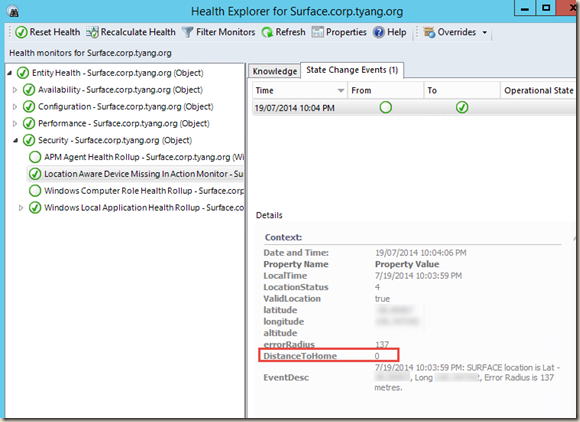 Health Explorer for Surface.corp.tyang.org
Reset Health Recalculate Health Filter Monitors Refresh Properties Help Overrides
Health monitors for Surface.corp.tyang.org
Entity Health - Surface.corp.tyang.org (Object)
Availability - Surface.corp.tyang.org (Object)
Configuration - Surface.corp.tyang.org (Object)
Performance - Surface.corp.tyang.org (Object)
Security - Surface.corp.tyang.org (Object)
APM Agent Health Rollup - Surface.corp.tyang.org (Wi
Location Aware Device Missing In Action Monitor - Su
Windows Computer Role Health Rollup - Surface.corp
Windows Local Application Health Rollup - Surface.co
Knowledge State Change Events (1)
Time From To Operational State
19/07/2014 10:04 PM
Details
Context:
Date and Time: 19/07/2014 10:04:06 PM
Property Name Property Value
LocalTime 7/19/2014 10:03:59 PM
LocationStatus 4
ValidLocation true
latitude
longitude
altitude
errorRadius 137
DistanceToHome 0
EventDesc 7/19/2014 10:03:59 PM: SURFACE location is Lat -
, Long , Error Radius is 137
metres.